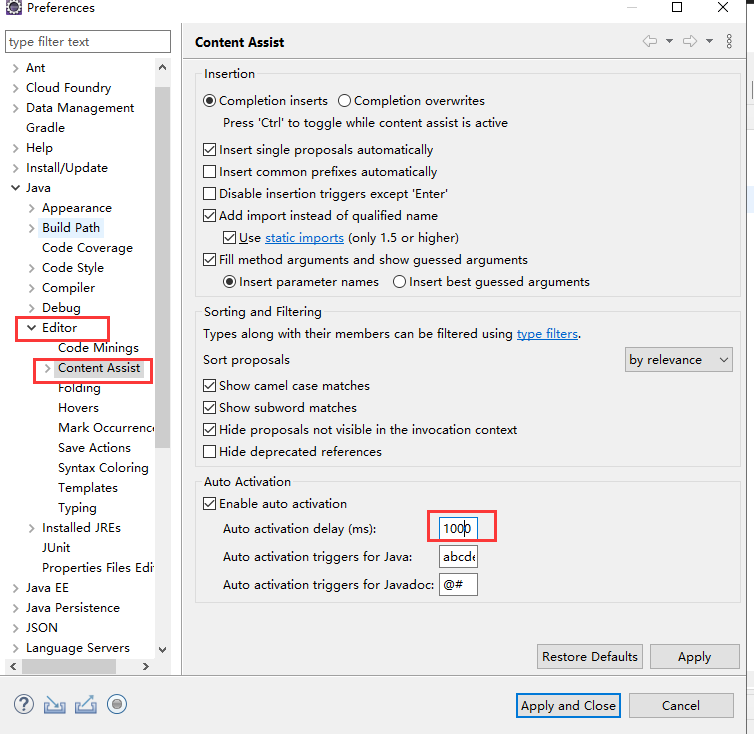 Preferences
type filter text
Ant
Cloud Foundry
Data Management
Gradle
Help
Install/Update
Java
Appearance
Build Path
Code Coverage
Code Style
Compiler
Debug
Editor
Code Minings
Content Assist
Folding
Hovers
Mark Occurrenc
Save Actions
Syntax Coloring
Templates
Typing
Installed JREs
JUnit
Properties Files Edi
Java EE
Java Persistence
JSON
Language Servers
Content Assist
Insertion
Completion inserts Completion overwrites
Press 'Ctrl' to toggle while content assist is active
Insert single proposals automatically
Insert common prefixes automatically
Disable insertion triggers except 'Enter'
Add import instead of qualified name
Use static imports (only 1.5 or higher)
Fill method arguments and show guessed arguments
Insert parameter names Insert best guessed arguments
Sorting and Filtering
Types along with their members can be filtered using type filters.
Sort proposals by relevance
Show camel case matches
Show subword matches
Hide proposals not visible in the invocation context
Hide deprecated references
Auto Activation
Enable auto activation
Auto activation delay (ms): 1000
Auto activation triggers for Java: abcde
Auto activation triggers for Javadoc: @#
Restore Defaults Apply
Apply and Close Cancel